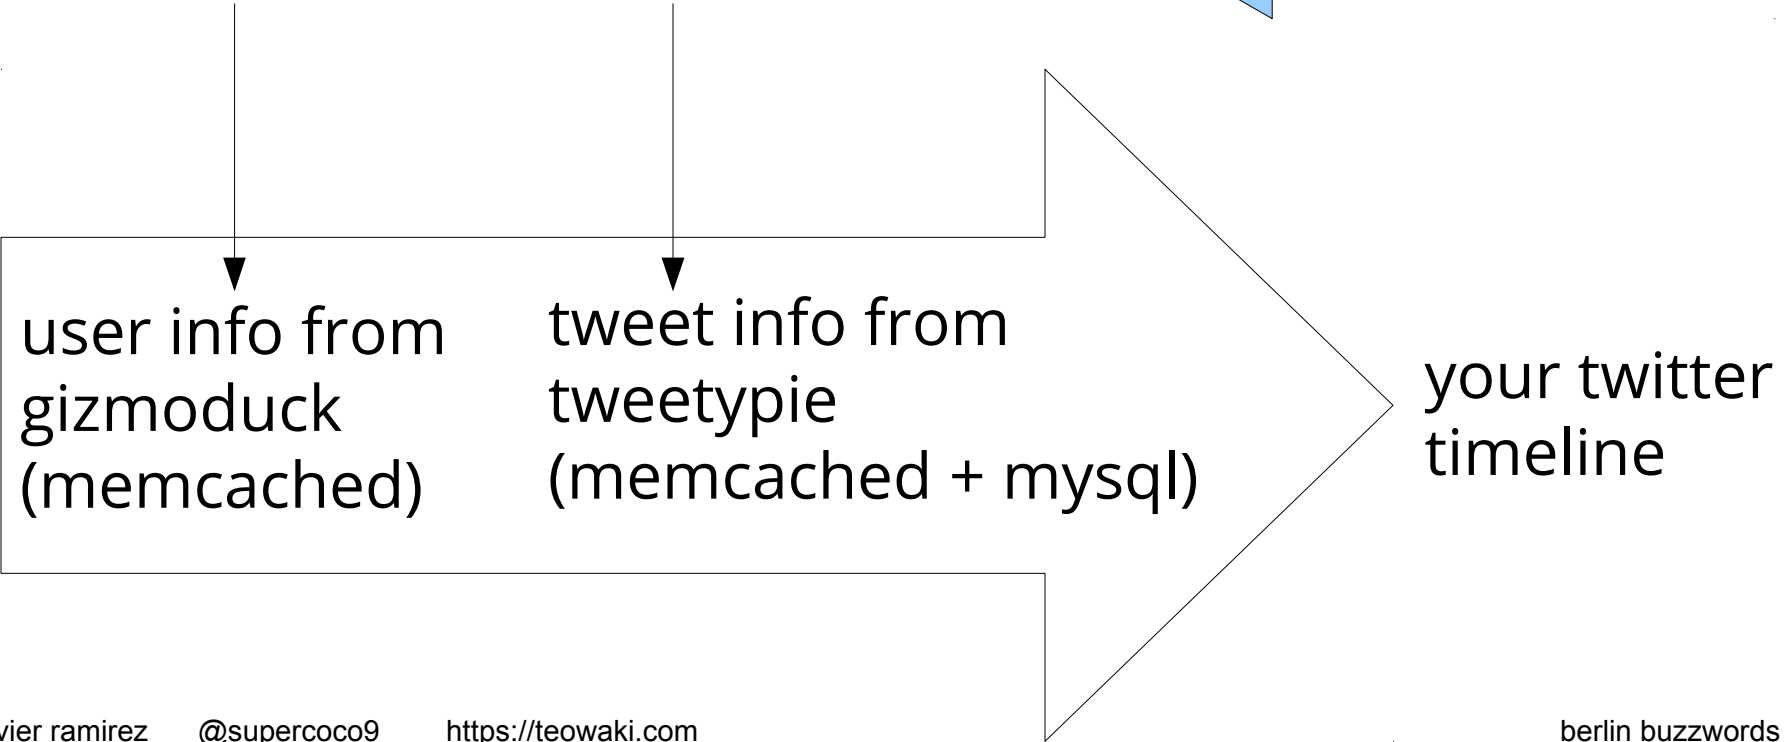 user info from
gizmoduck
(memcached)
tweet info from
tweetypie
(memcached + mysql)
your twitter
timeline
vier ramirez @supercoco9 https://teowaki.com berlin buzzwords